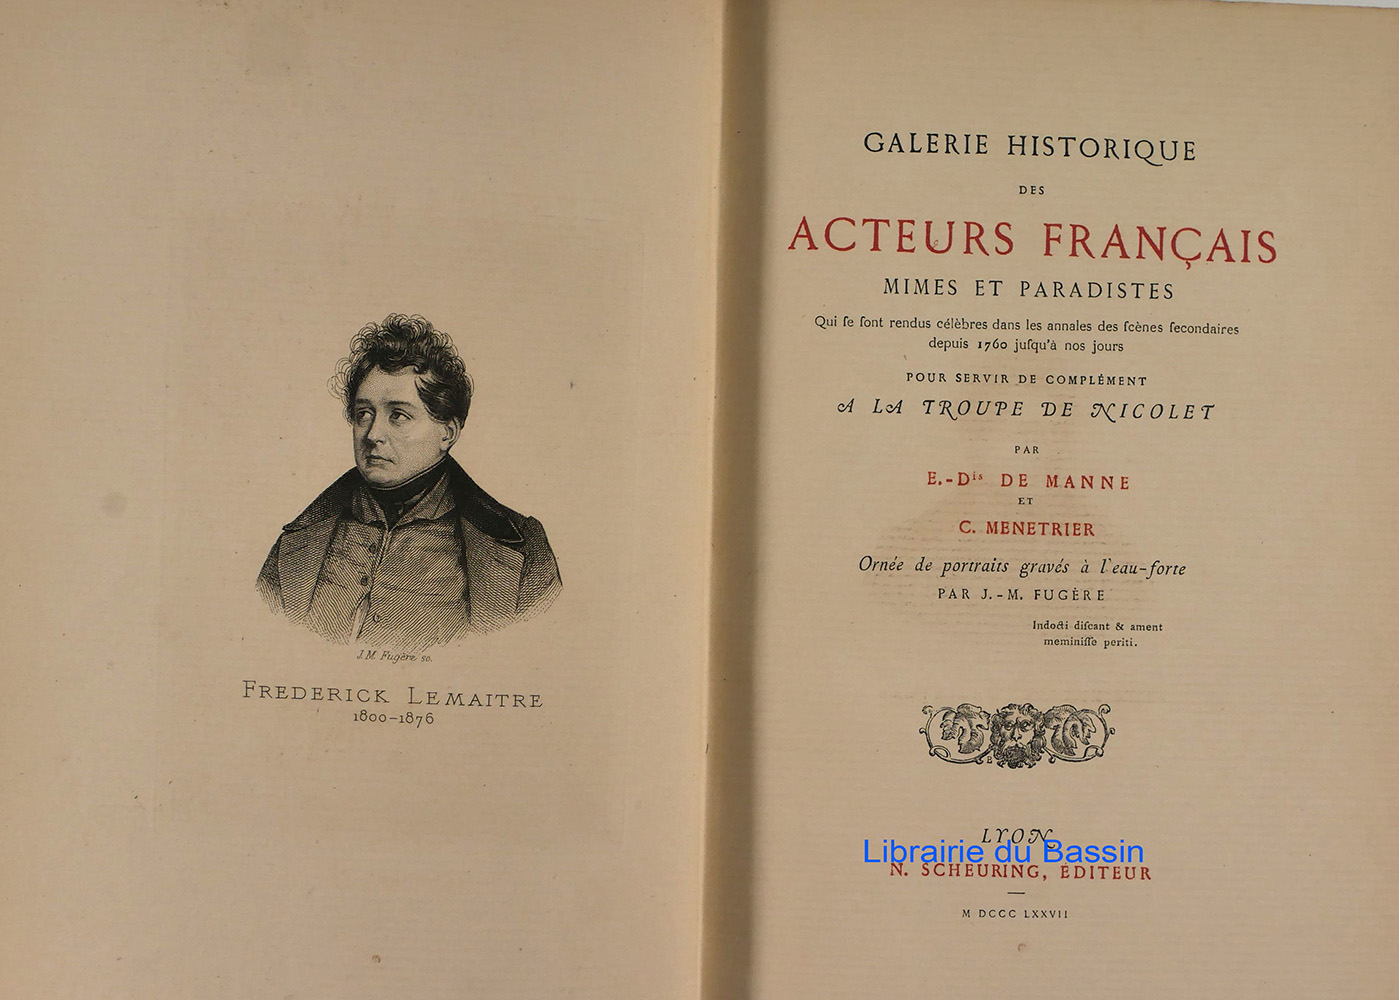 J. M. Fugère sc.
FREDERICK LEMAITRE
1800-1876
GALERIE HISTORIQUE
DES
ACTEURS FRANÇAIS
MIMES ET PARADISTES
Qui ſe ſont rendus célèbres dans les annales des ſcènes ſecondaires
depuis 1760 juſqu'à nos jours
POUR SERVIR DE COMPLÉMENT
A LA TROUPE DE NICOLET
PAR
E.-Dis DE MANNE
ET
C. MENETRIER
Ornée de portraits gravés à l'eau-forte
PAR J.-M. FUGÈRE
Indocti diſcant & ament
meminiſſe periti.
LYON
Librairie du Bassin
N. SCHEURING, ÉDITEUR
M DCCC LXXVII